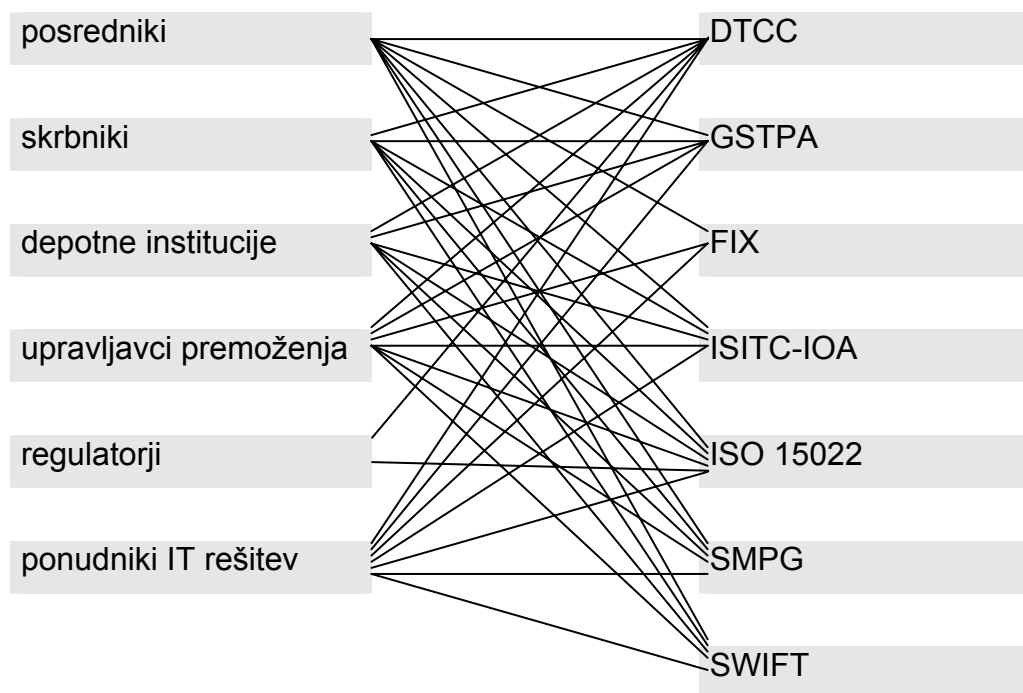 posredniki
DTCC
skrbniki
GSTPA
depotne institucije
FIX
upravljavci premoženja
ISITC-IOA
regulatorji
ISO 15022
ponudniki IT rešitev
SMPG
SWIFT